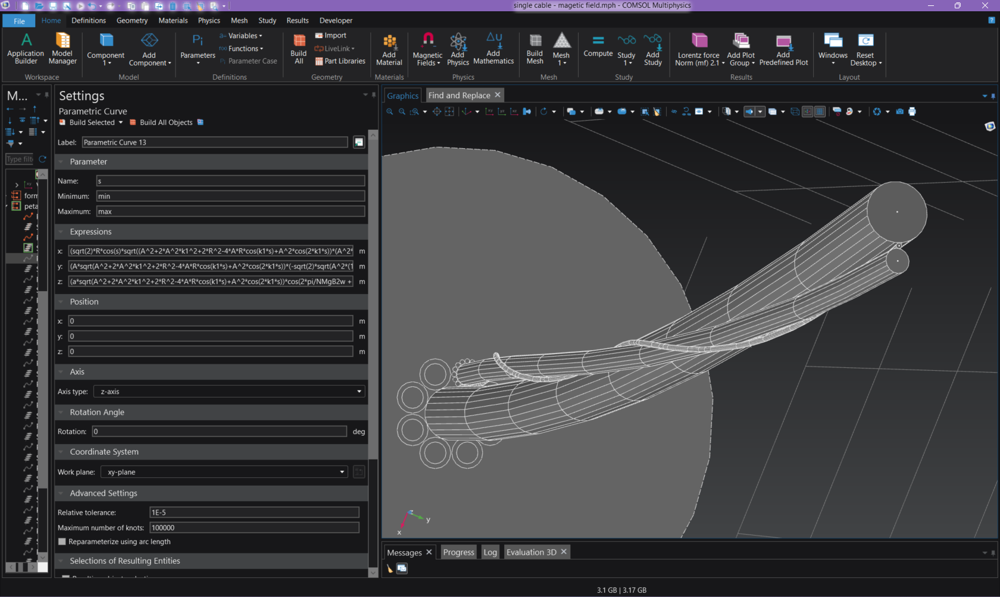 single cable - magetic field.mph - COMSOL Multiphysics
File
Home
Definitions
Geometry
Materials
Physics
Mesh
Study
Results
Developer
Application Builder
Model Manager
Workspace
Component 1
Add Component
Model
Pi
Parameters
a= Variables
f(x) Functions
Pi Parameter Case
Definitions
Build All
Import
LiveLink
Part Libraries
Geometry
Add Material
Materials
Magnetic Fields
Add Physics
Add Mathematics
Physics
Build Mesh
Mesh 1
Mesh
Compute
Study 1
Add Study
Study
Lorentz force Norm (mf) 2.1
Add Plot Group
Add Predefined Plot
Results
Windows
Reset Desktop
Layout
M...
Type filt
form
peta
Settings
Parametric Curve
Build Selected
Build All Objects
Label: Parametric Curve 13
Parameter
Name: s
Minimum: min
Maximum: max
Expressions
x: (sqrt(2)*R*cos(s)*sqrt((A^2+2*A^2*k1^2+2*R^2-4*A*R*cos(k1*s)+A^2*cos(2*k1*s))*(A^2* m
y: (A*sqrt(A^2+2*A^2*k1^2+2*R^2-4*A*R*cos(k1*s)+A^2*cos(2*k1*s))*(-sqrt(2)*sqrt(A^2*(1 m
z: (a*sqrt(A^2+2*A^2*k1^2+2*R^2-4*A*R*cos(k1*s)+A^2*cos(2*k1*s))*cos(2*pi/NMgB2w + m
Position
x: 0 m
y: 0 m
z: 0 m
Axis
Axis type: z-axis
Rotation Angle
Rotation: 0 deg
Coordinate System
Work plane: xy-plane
Advanced Settings
Relative tolerance: 1E-5
Maximum number of knots: 100000
Reparameterize using arc length
Selections of Resulting Entities
Graphics
Find and Replace
z
y
x
Messages
Progress
Log
Evaluation 3D
3.1 GB | 3.17 GB